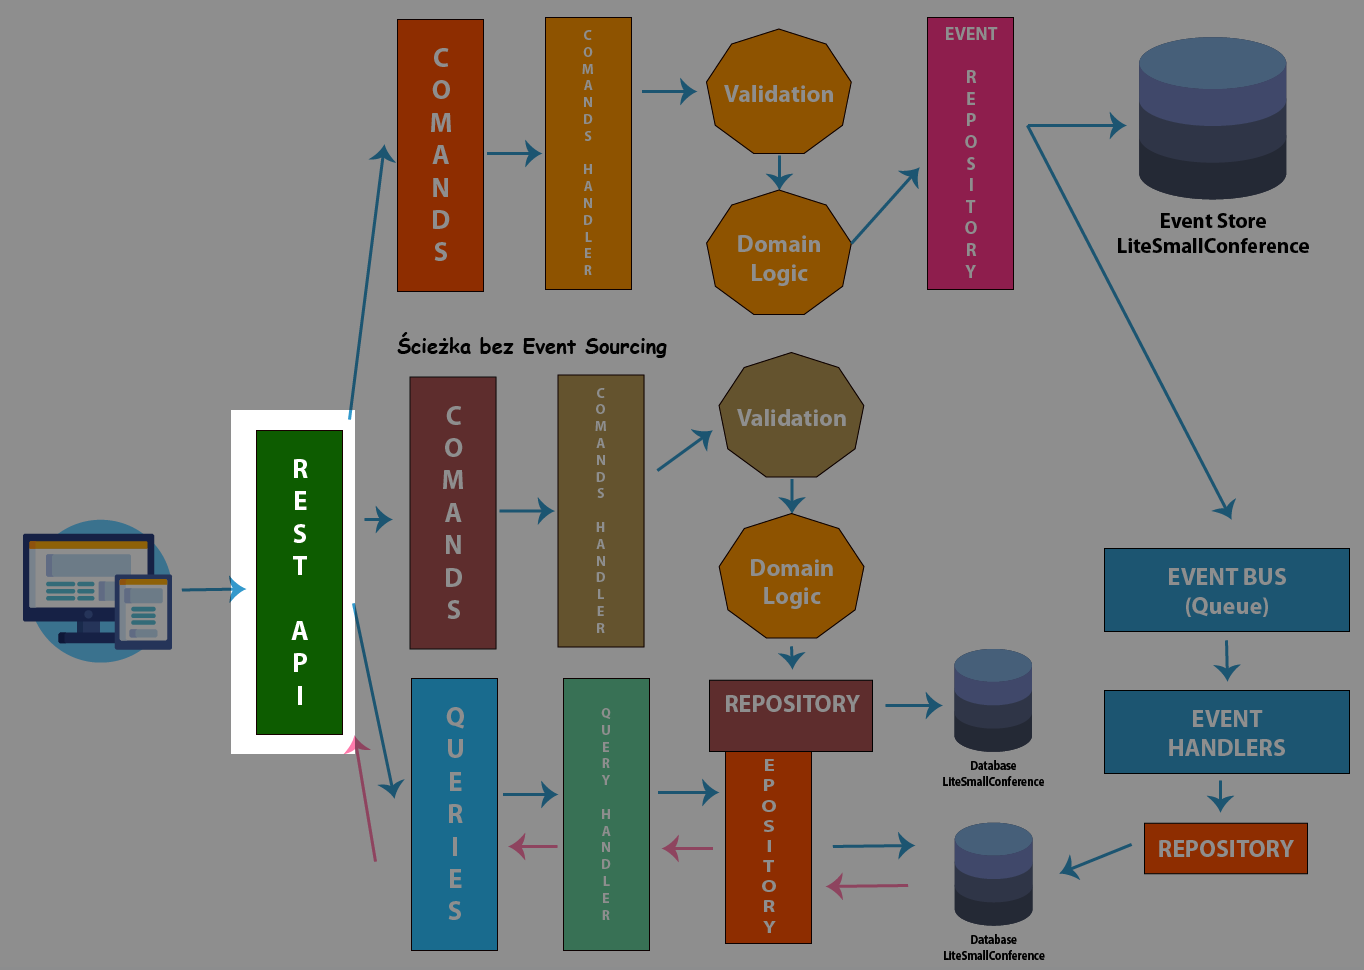 COMANDS
COMANDS HANDLER
Validation
Domain
Logic
EVENT
REPOSITORY
Event Store
LiteSmallConference
Ścieżka bez Event Sourcing
REST API
COMANDS
COMANDS HANDLER
Validation
Domain
Logic
REPOSITORY
Database
LiteSmallConference
EVENT BUS
(Queue)
EVENT
HANDLERS
REPOSITORY
QUERIES
QUERY HANDLER
EPOSITORY
Database
LiteSmallConference